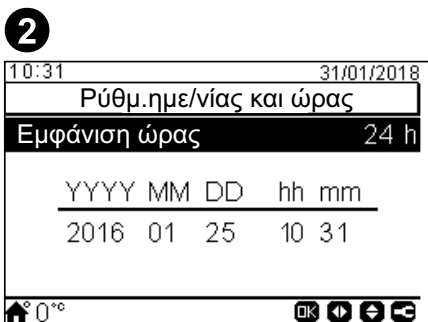 2
10:31 31/01/2018
Ρύθμ.ημε/νίας και ώρας
Εμφάνιση ώρας 24 h
YYYY MM DD hh mm
2016 01 25 10 31
0°c OK